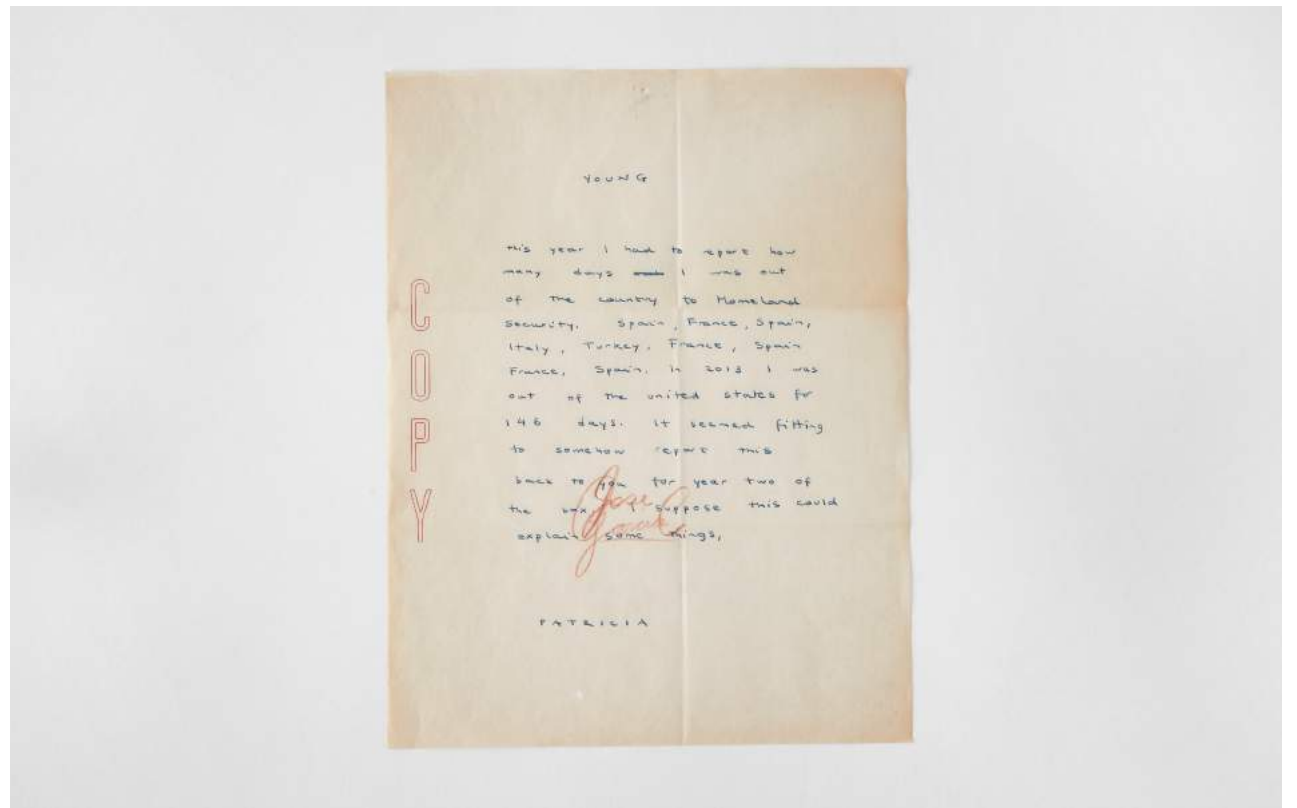 YOUNG
this year I had to report how
many days I was out
of the country to Homeland
Security. Spain, France, Spain,
Italy, Turkey, France, Spain
France, Spain. In 2013 I was
out of the united states for
146 days. It seemed fitting
to somehow report this
back to you for year two of
the box. I suppose this could
explain some things,
PATRICIA
COPY
Jose
Garcia